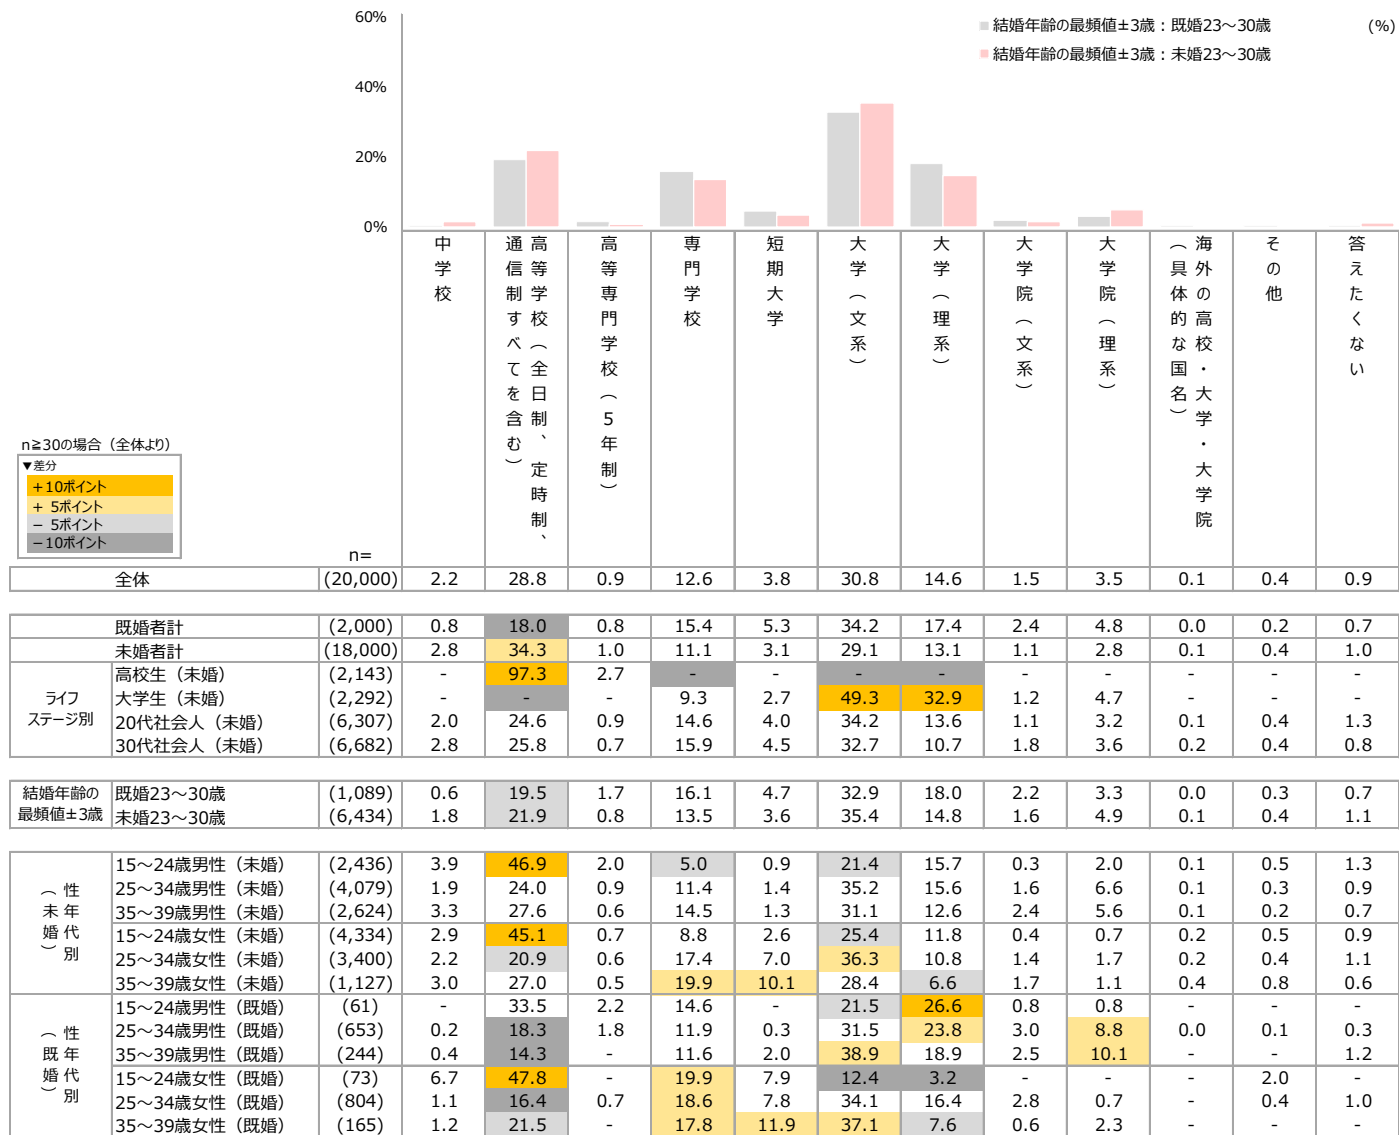 60%
40%
20%
0%
結婚年齢の最頻値±3歳：既婚23～30歳
結婚年齢の最頻値±3歳：未婚23～30歳
(%)
中学校
高等学校（全日制、定時制、
通信制すべてを含む）
高等専門学校（5年制）
専門学校
短期大学
大学（文系）
大学（理系）
大学院（文系）
大学院（理系）
海外の高校・大学・大学院
（具体的な国名）
その他
答えたくない
n≧30の場合（全体より）
▼差分
+10ポイント
+ 5ポイント
− 5ポイント
−10ポイント
n=
全体 (20,000) 2.2 28.8 0.9 12.6 3.8 30.8 14.6 1.5 3.5 0.1 0.4 0.9
既婚者計 (2,000) 0.8 18.0 0.8 15.4 5.3 34.2 17.4 2.4 4.8 0.0 0.2 0.7
未婚者計 (18,000) 2.8 34.3 1.0 11.1 3.1 29.1 13.1 1.1 2.8 0.1 0.4 1.0
ライフ
ステージ別
高校生（未婚） (2,143) - 97.3 2.7 - - - - - - - - -
大学生（未婚） (2,292) - - - 9.3 2.7 49.3 32.9 1.2 4.7 - - -
20代社会人（未婚） (6,307) 2.0 24.6 0.9 14.6 4.0 34.2 13.6 1.1 3.2 0.1 0.4 1.3
30代社会人（未婚） (6,682) 2.8 25.8 0.7 15.9 4.5 32.7 10.7 1.8 3.6 0.2 0.4 0.8
結婚年齢の
最頻値±3歳
既婚23～30歳 (1,089) 0.6 19.5 1.7 16.1 4.7 32.9 18.0 2.2 3.3 0.0 0.3 0.7
未婚23～30歳 (6,434) 1.8 21.9 0.8 13.5 3.6 35.4 14.8 1.6 4.9 0.1 0.4 1.1
性年代別
（未婚）
15～24歳男性（未婚） (2,436) 3.9 46.9 2.0 5.0 0.9 21.4 15.7 0.3 2.0 0.1 0.5 1.3
25～34歳男性（未婚） (4,079) 1.9 24.0 0.9 11.4 1.4 35.2 15.6 1.6 6.6 0.1 0.3 0.9
35～39歳男性（未婚） (2,624) 3.3 27.6 0.6 14.5 1.3 31.1 12.6 2.4 5.6 0.1 0.2 0.7
15～24歳女性（未婚） (4,334) 2.9 45.1 0.7 8.8 2.6 25.4 11.8 0.4 0.7 0.2 0.5 0.9
25～34歳女性（未婚） (3,400) 2.2 20.9 0.6 17.4 7.0 36.3 10.8 1.4 1.7 0.2 0.4 1.1
35～39歳女性（未婚） (1,127) 3.0 27.0 0.5 19.9 10.1 28.4 6.6 1.7 1.1 0.4 0.8 0.6
性年代別
（既婚）
15～24歳男性（既婚） (61) - 33.5 2.2 14.6 - 21.5 26.6 0.8 0.8 - - -
25～34歳男性（既婚） (653) 0.2 18.3 1.8 11.9 0.3 31.5 23.8 3.0 8.8 0.0 0.1 0.3
35～39歳男性（既婚） (244) 0.4 14.3 - 11.6 2.0 38.9 18.9 2.5 10.1 - - 1.2
15～24歳女性（既婚） (73) 6.7 47.8 - 19.9 7.9 12.4 3.2 - - - 2.0 -
25～34歳女性（既婚） (804) 1.1 16.4 0.7 18.6 7.8 34.1 16.4 2.8 0.7 - 0.4 1.0
35～39歳女性（既婚） (165) 1.2 21.5 - 17.8 11.9 37.1 7.6 0.6 2.3 - - -